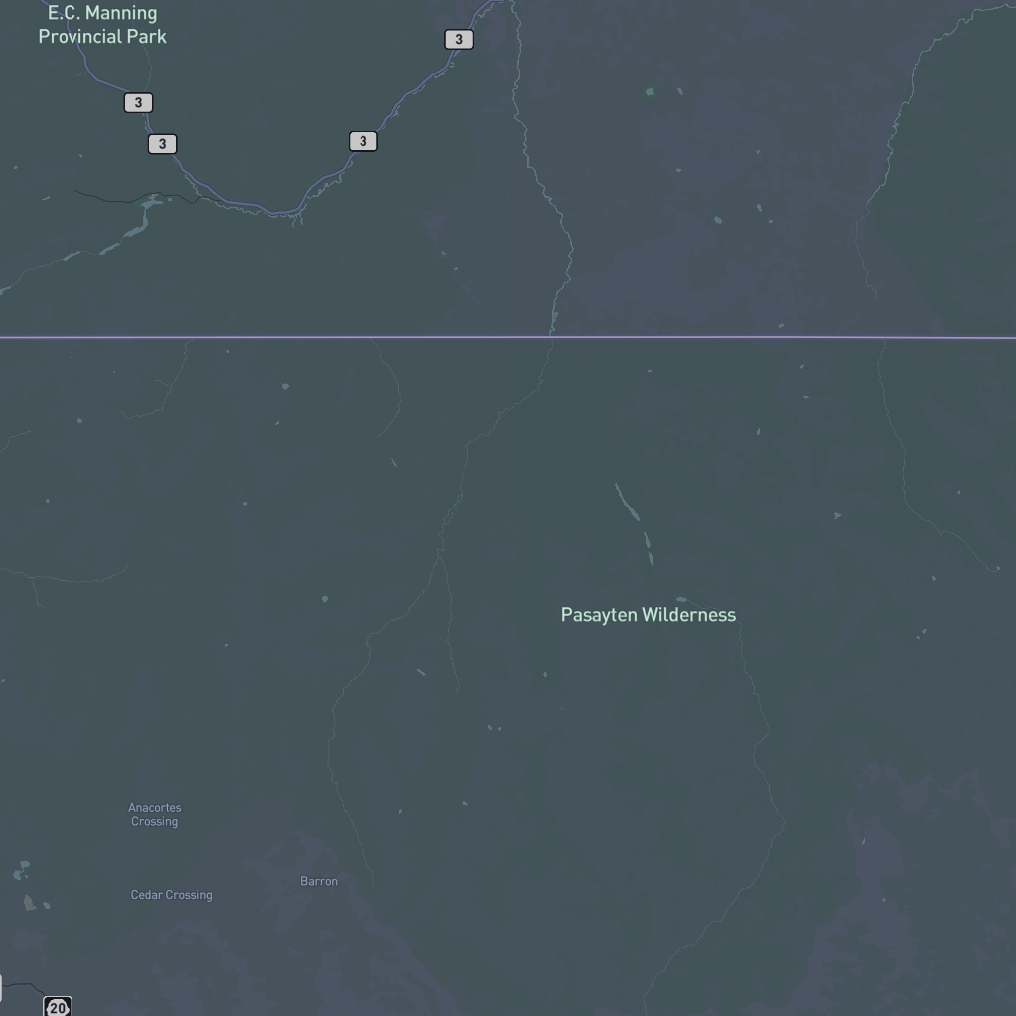 E.C. Manning
Provincial Park
3
3
3
3
Pasayten Wilderness
Anacortes
Crossing
Barron
Cedar Crossing
20